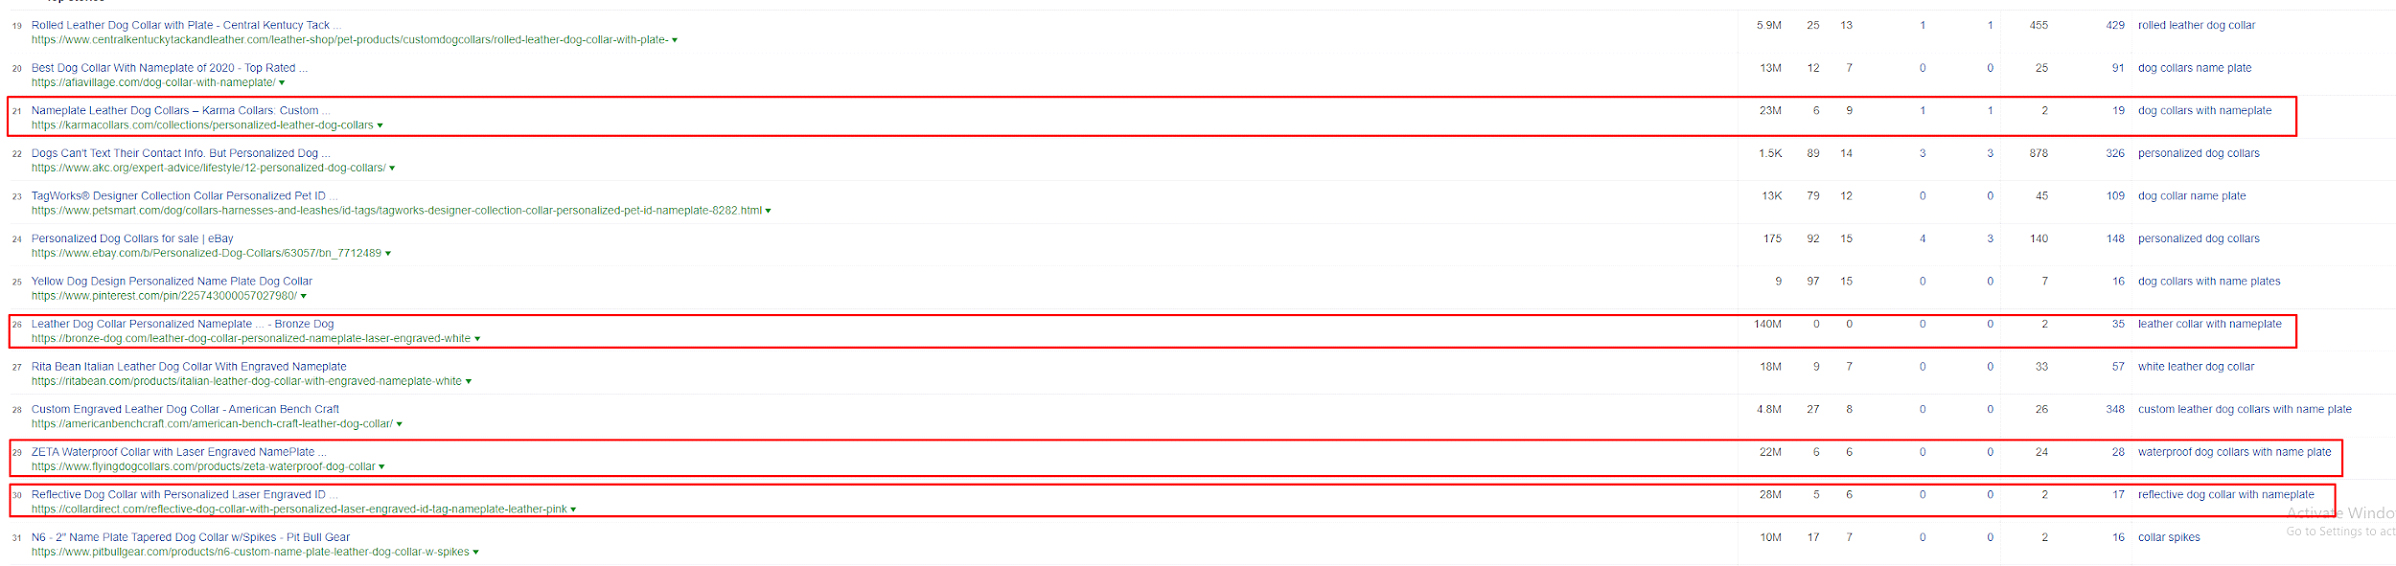 19 Rolled Leather Dog Collar with Plate - Central Kentucy Tack ... 5.9M 25 13 1 1 455 429 rolled leather dog collar
https://www.centralkentuckytackandleather.com/leather-shop/pet-products/customdogcollars/rolled-leather-dog-collar-with-plate- ▼
20 Best Dog Collar With Nameplate of 2020 - Top Rated ... 13M 12 7 0 0 25 91 dog collars name plate
https://afiavillage.com/dog-collar-with-nameplate/ ▼
21 Nameplate Leather Dog Collars – Karma Collars: Custom ... 23M 6 9 1 1 2 19 dog collars with nameplate
https://karmacollars.com/collections/personalized-leather-dog-collars ▼
22 Dogs Can't Text Their Contact Info. But Personalized Dog ... 1.5K 89 14 3 3 878 326 personalized dog collars
https://www.akc.org/expert-advice/lifestyle/12-personalized-dog-collars/ ▼
23 TagWorks® Designer Collection Collar Personalized Pet ID ... 13K 79 12 0 0 45 109 dog collar name plate
https://www.petsmart.com/dog/collars-harnesses-and-leashes/id-tags/tagworks-designer-collection-collar-personalized-pet-id-nameplate-8282.html ▼
24 Personalized Dog Collars for sale | eBay 175 92 15 4 3 140 148 personalized dog collars
https://www.ebay.com/b/Personalized-Dog-Collars/63057/bn_7712489 ▼
25 Yellow Dog Design Personalized Name Plate Dog Collar 9 97 15 0 0 7 16 dog collars with name plates
https://www.pinterest.com/pin/225743000057027980/ ▼
26 Leather Dog Collar Personalized Nameplate ... - Bronze Dog 140M 0 0 0 0 2 35 leather collar with nameplate
https://bronze-dog.com/leather-dog-collar-personalized-nameplate-laser-engraved-white ▼
27 Rita Bean Italian Leather Dog Collar With Engraved Nameplate 18M 9 7 0 0 33 57 white leather dog collar
https://ritabean.com/products/italian-leather-dog-collar-with-engraved-nameplate-white ▼
28 Custom Engraved Leather Dog Collar - American Bench Craft 4.8M 27 8 0 0 26 348 custom leather dog collars with name plate
https://americanbenchcraft.com/american-bench-craft-leather-dog-collar/ ▼
29 ZETA Waterproof Collar with Laser Engraved NamePlate ... 22M 6 6 0 0 24 28 waterproof dog collars with name plate
https://www.flyingdogcollars.com/products/zeta-waterproof-dog-collar ▼
30 Reflective Dog Collar with Personalized Laser Engraved ID ... 28M 5 6 0 0 2 17 reflective dog collar with nameplate
https://collardirect.com/reflective-dog-collar-with-personalized-laser-engraved-id-tag-nameplate-leather-pink ▼
Activate Windo
Go to Settings to act
31 N6 - 2" Name Plate Tapered Dog Collar w/Spikes - Pit Bull Gear 10M 17 7 0 0 2 16 collar spikes
https://www.pitbullgear.com/products/n6-custom-name-plate-leather-dog-collar-w-spikes ▼